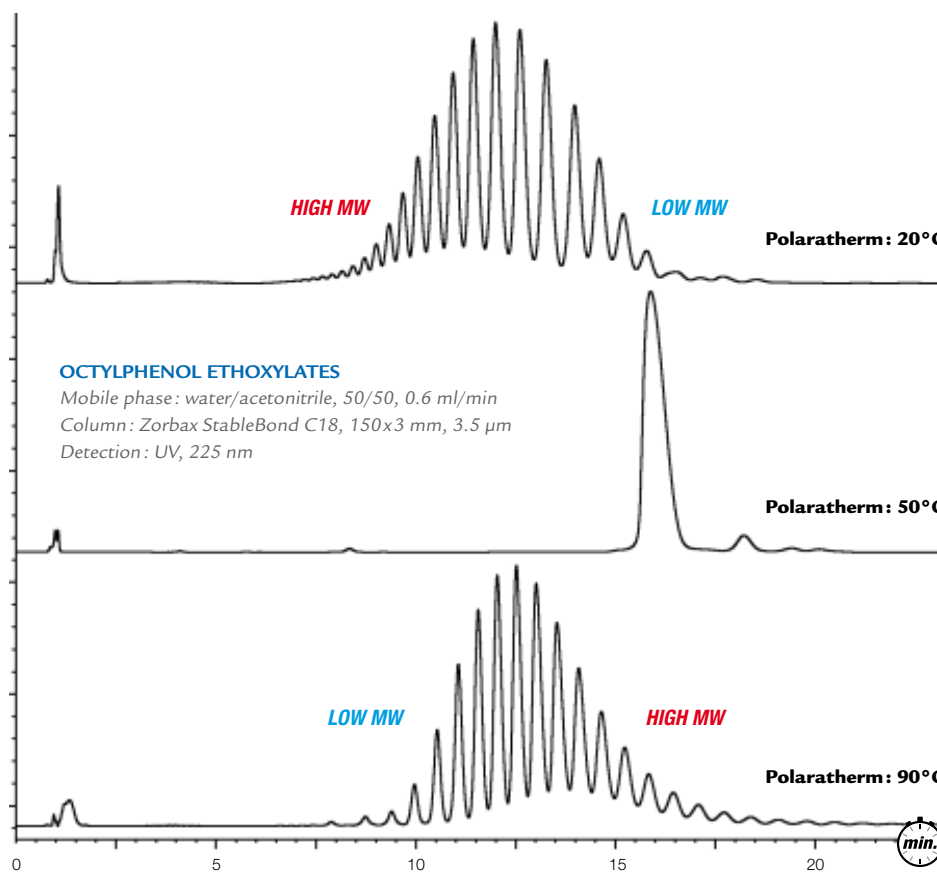 HIGH MW
LOW MW
Polaratherm: 20°C
OCTYLPHENOL ETHOXYLATES
Mobile phase: water/acetonitrile, 50/50, 0.6 ml/min
Column: Zorbax StableBond C18, 150x3 mm, 3.5 µm
Detection: UV, 225 nm
Polaratherm: 50°C
LOW MW
HIGH MW
Polaratherm: 90°C
min.
0 5 10 15 20